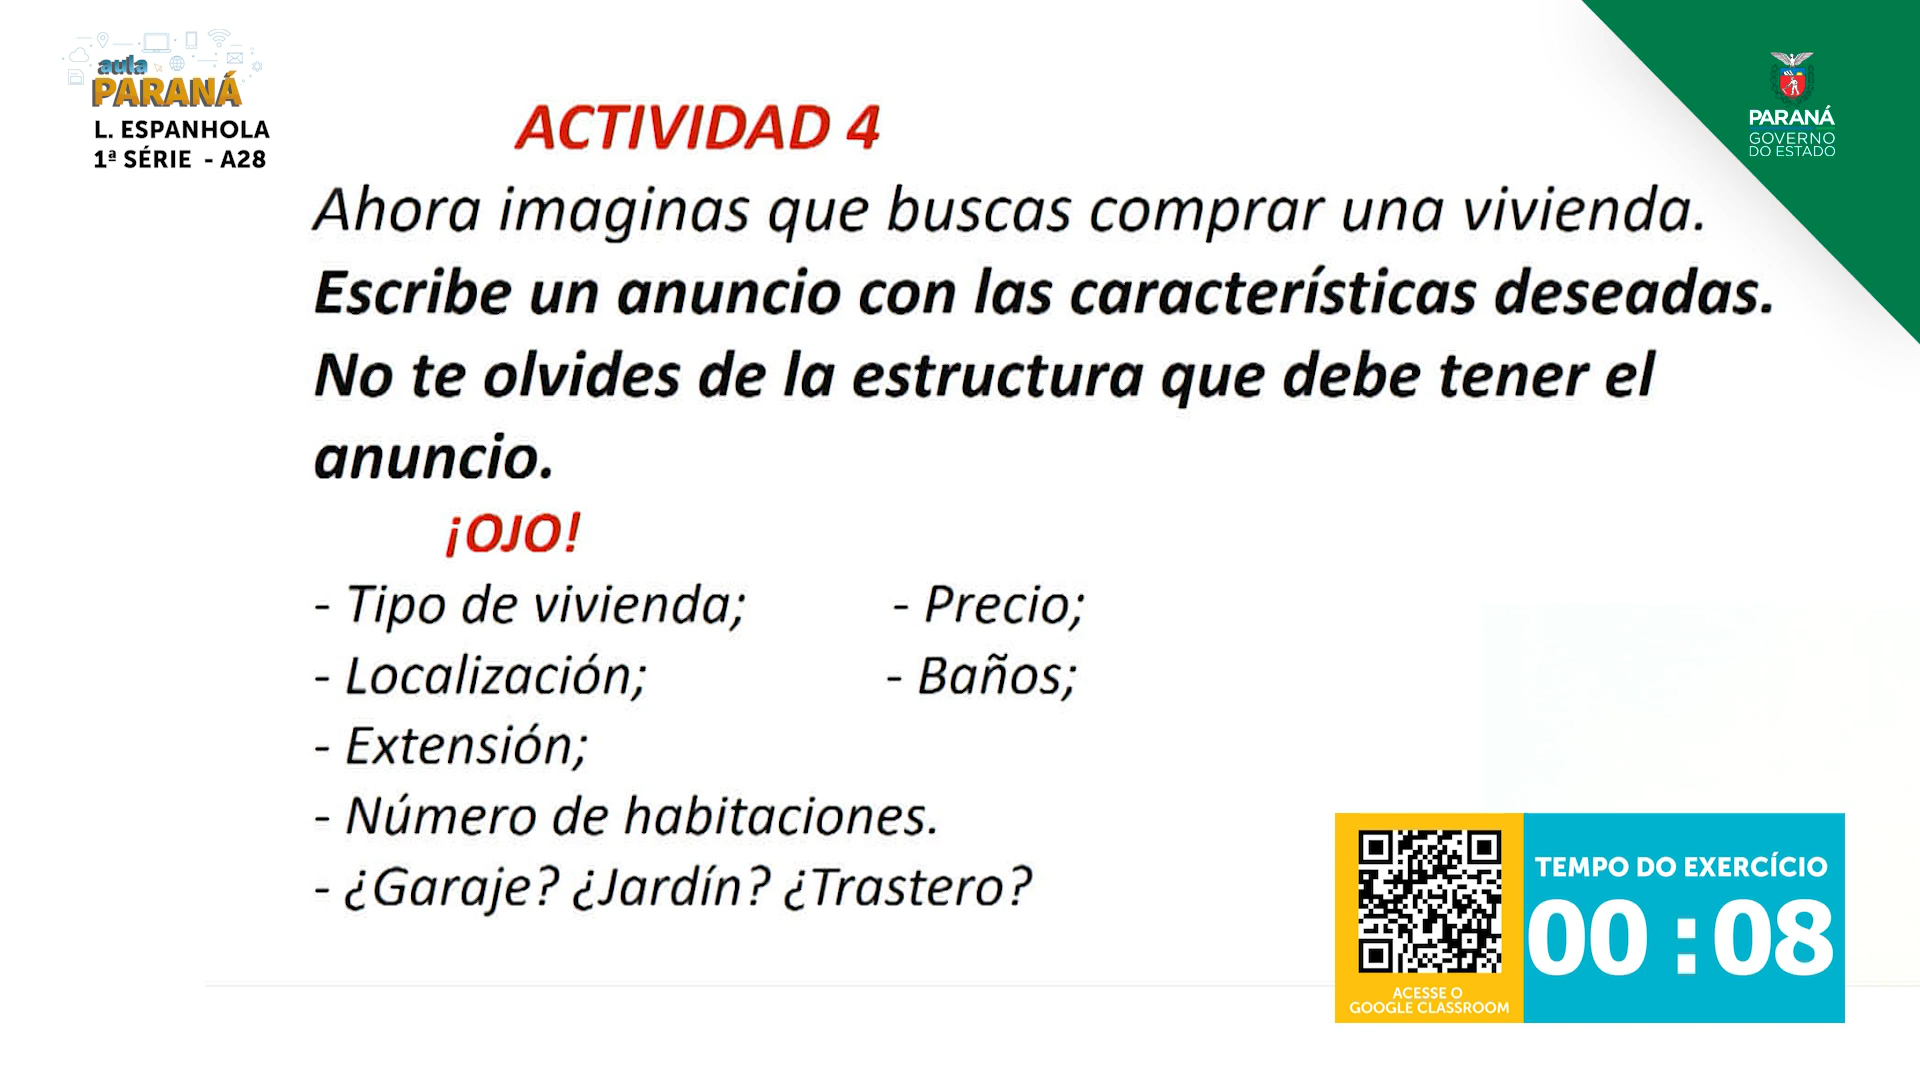 aula
PARANÁ
L. ESPANHOLA
1ª SÉRIE - A28
PARANÁ
GOVERNO
DO ESTADO
ACTIVIDAD 4
Ahora imaginas que buscas comprar una vivienda.
Escribe un anuncio con las características deseadas.
No te olvides de la estructura que debe tener el
anuncio.
¡OJO!
- Tipo de vivienda; - Precio;
- Localización; - Baños;
- Extensión;
- Número de habitaciones.
- ¿Garaje? ¿Jardín? ¿Trastero?
ACESSE O
GOOGLE CLASSROOM
TEMPO DO EXERCÍCIO
00:08